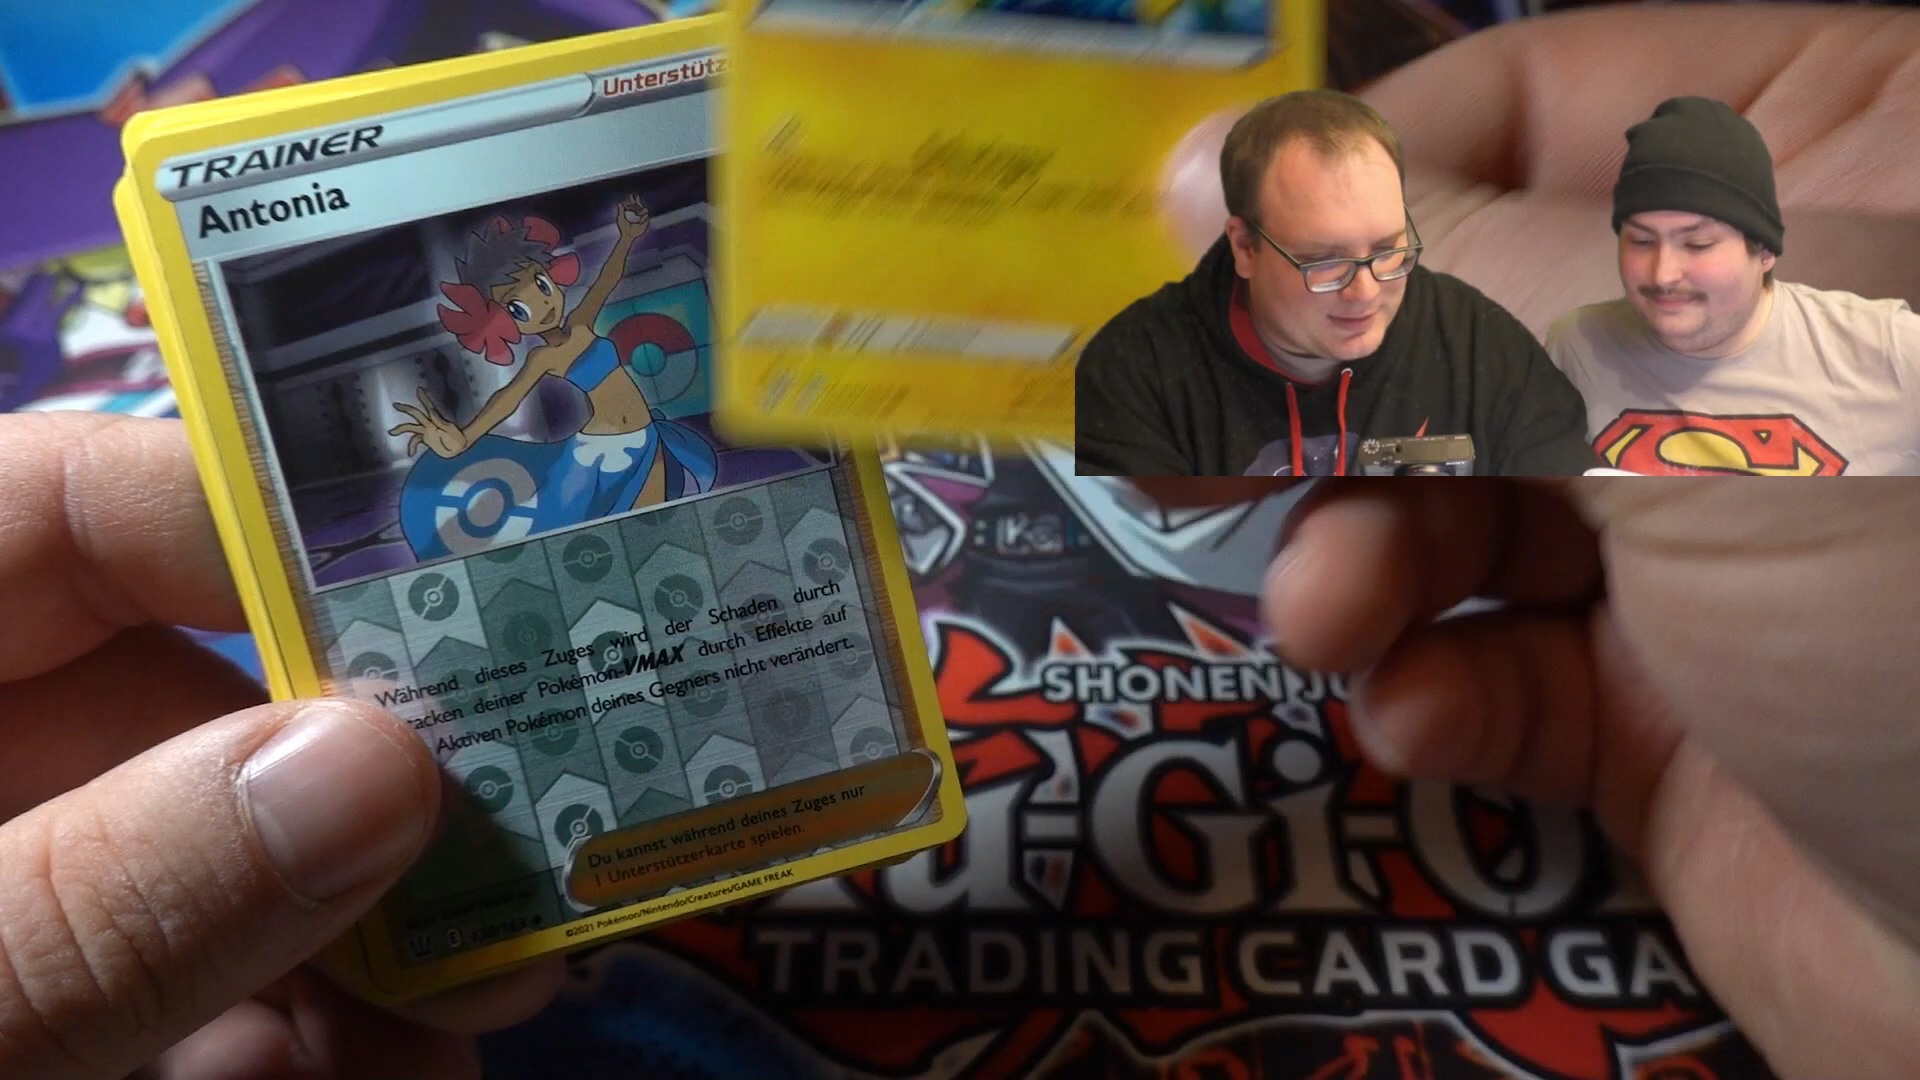 Unterstütz
TRAINER
Antonia
Während dieses Zuges wird der Schaden durch
tacken deiner Pokémon-VMAX durch Effekte auf
Aktiven Pokémon deines Gegners nicht verändert.
Du kannst während deines Zuges nur
1 Unterstützerkarte spielen.
©2021 Pokémon/Nintendo/Creatures/GAME FREAK
SHONEN JU
u-Gi-O
TRADING CARD GA